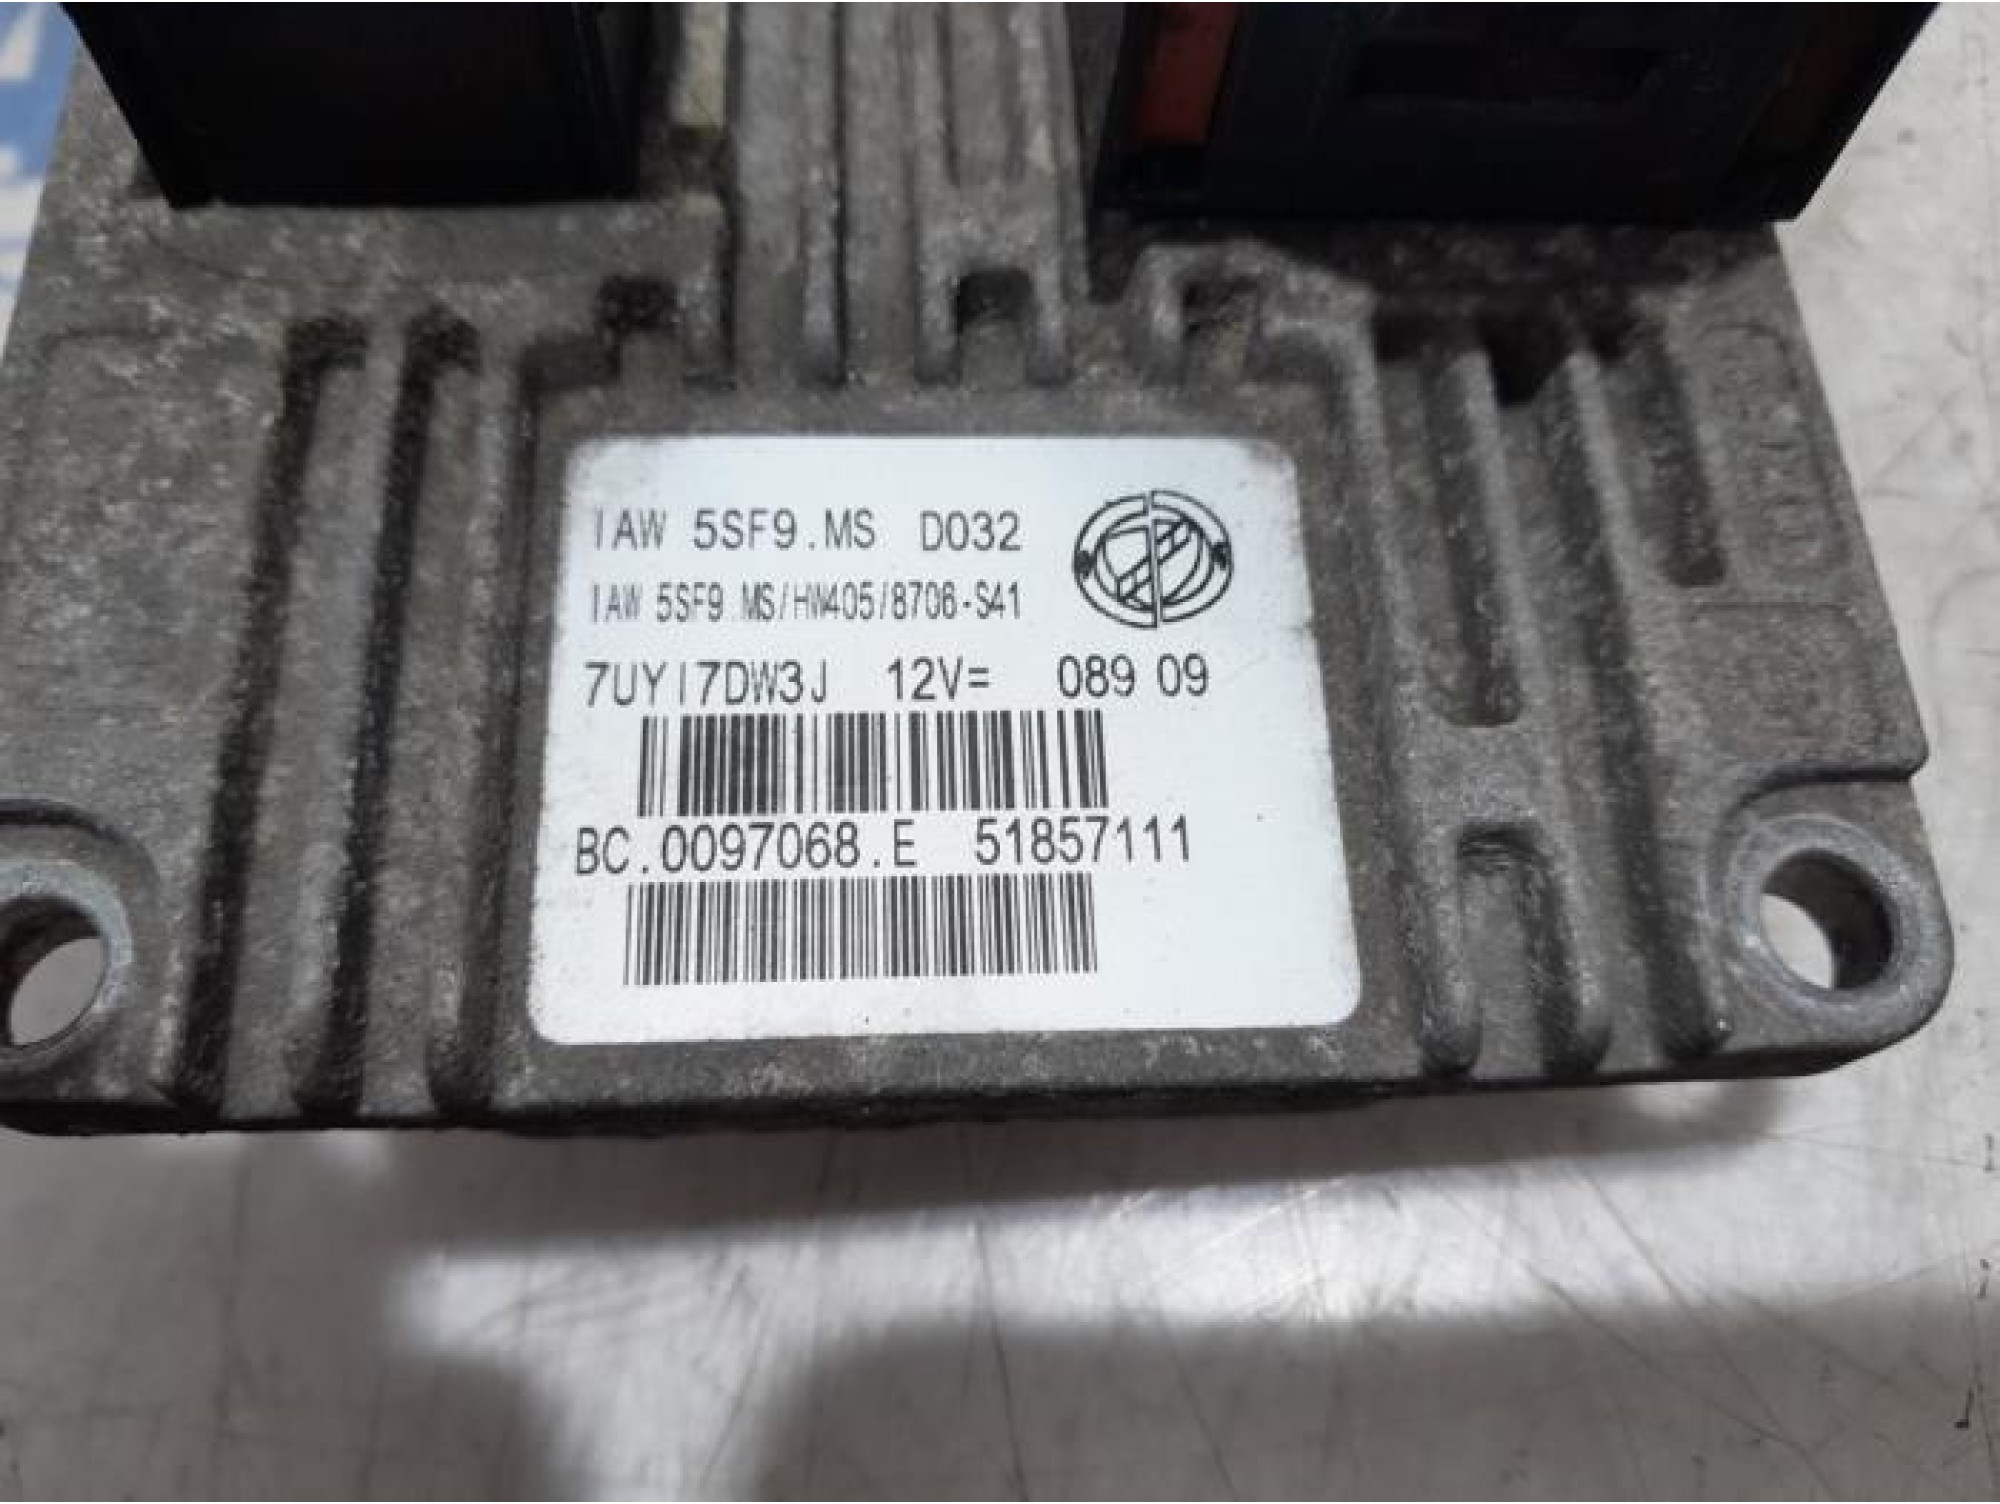 IAW 5SF9.MS D032
IAW 5SF9.MS/HW405/8706-S41
7UYI7DW3J 12V= 089 09
BC.0097068.E 51857111